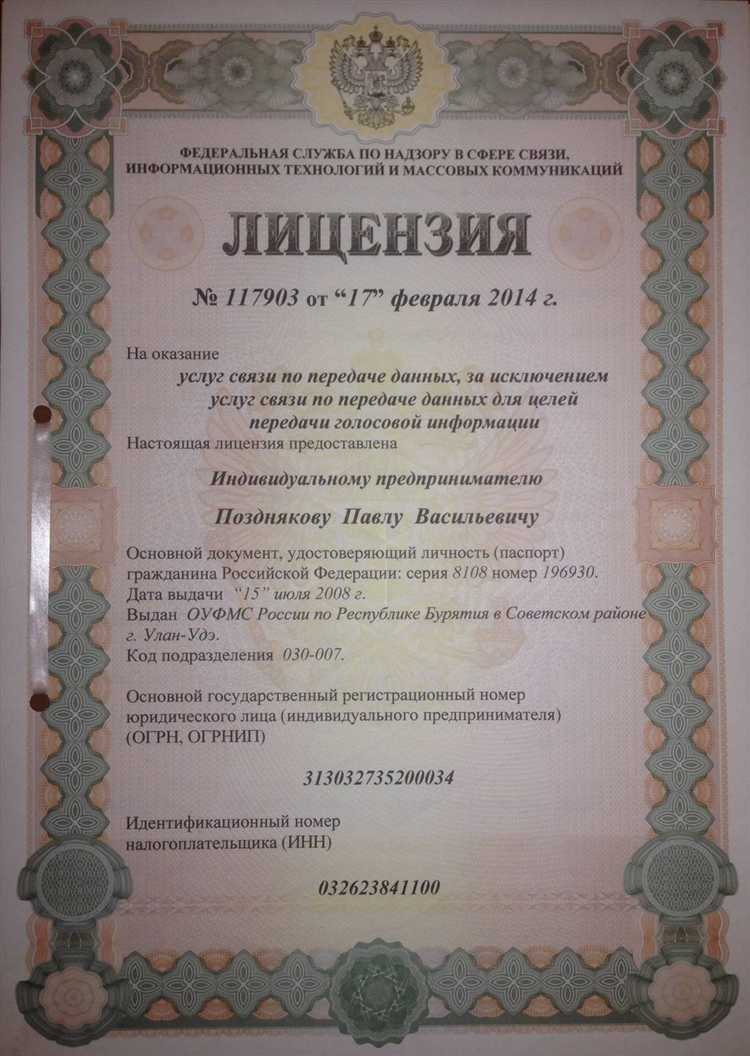 ФЕДЕРАЛЬНАЯ СЛУЖБА ПО НАДЗОРУ В СФЕРЕ СВЯЗИ,
ИНФОРМАЦИОННЫХ ТЕХНОЛОГИЙ И МАССОВЫХ КОММУНИКАЦИЙ
ЛИЦЕНЗИЯ
№ 117903 от “17” февраля 2014 г.
На оказание
услуг связи по передаче данных, за исключением
услуг связи по передаче данных для целей
передачи голосовой информации
Настоящая лицензия предоставлена
Индивидуальному предпринимателю
Позднякову Павлу Васильевичу
Основной документ, удостоверяющий личность (паспорт)
гражданина Российской Федерации: серия 8108 номер 196930.
Дата выдачи “15” июля 2008 г.
Выдан ОУФМС России по Республике Бурятия в Советском районе
г. Улан-Удэ.
Код подразделения 030-007.
Основной государственный регистрационный номер
юридического лица (индивидуального предпринимателя)
(ОГРН, ОГРНИП)
313032735200034
Идентификационный номер
налогоплательщика (ИНН)
032623841100